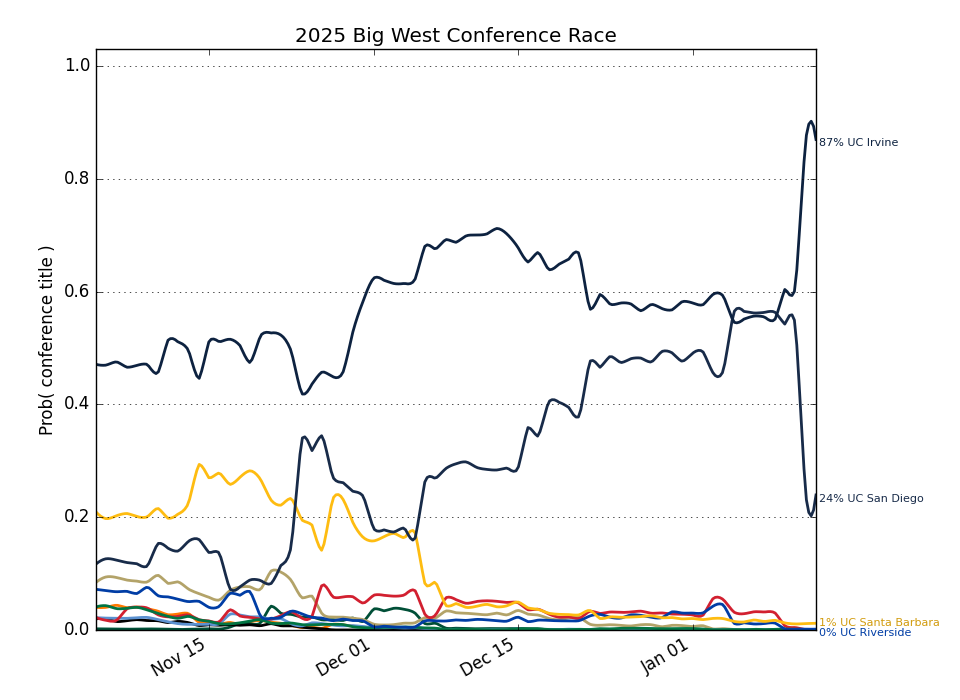 2025 Big West Conference Race
Prob( conference title )
1.0
0.8
0.6
0.4
0.2
0.0
87% UC Irvine
24% UC San Diego
1% UC Santa Barbara
0% UC Riverside
Nov 15
Dec 01
Dec 15
Jan 01